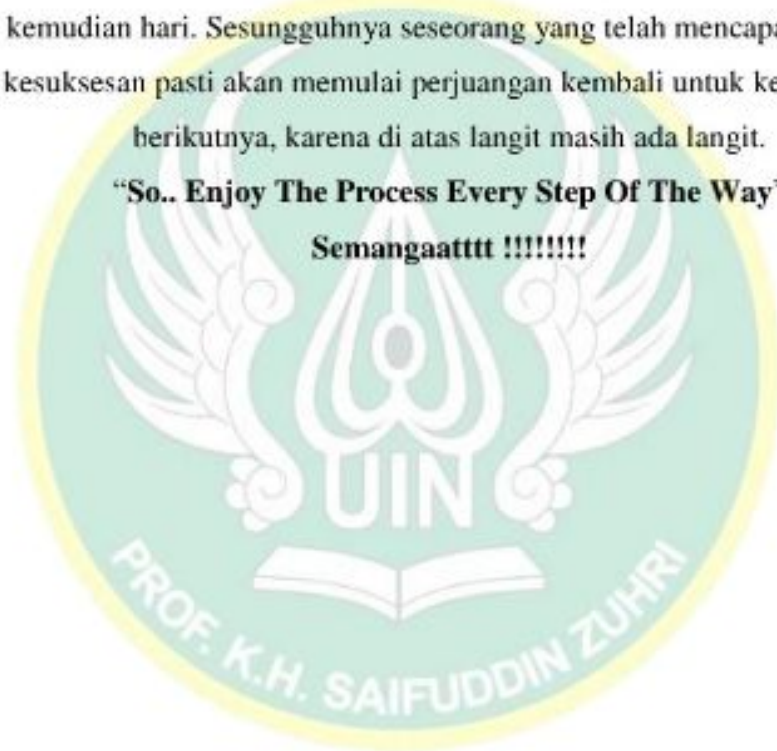 kemudian hari. Sesungguhnya seseorang yang telah mencapa
kesuksesan pasti akan memulai perjuangan kembali untuk ke
berikutnya, karena di atas langit masih ada langit.
“So.. Enjoy The Process Every Step Of The Way”
Semangaatttt !!!!!!!!
UIN
PROF. K.H. SAIFUDDIN ZUHRI